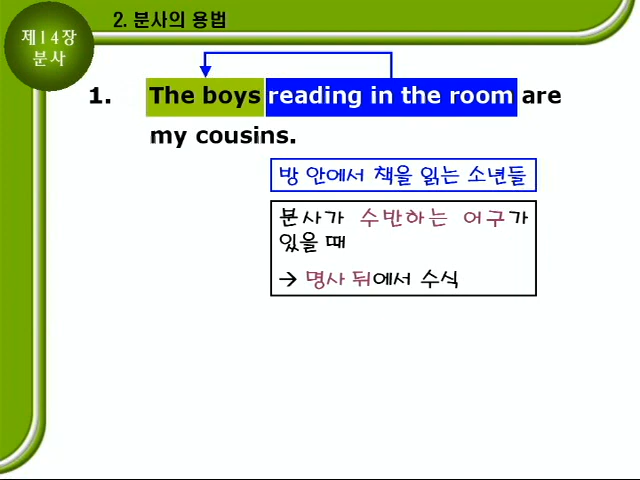 제14장
분사
2. 분사의 용법
1. The boys reading in the room are
my cousins.
방 안에서 책을 읽는 소년들
분사가 수반하는 어구가
있을 때
→ 명사 뒤에서 수식